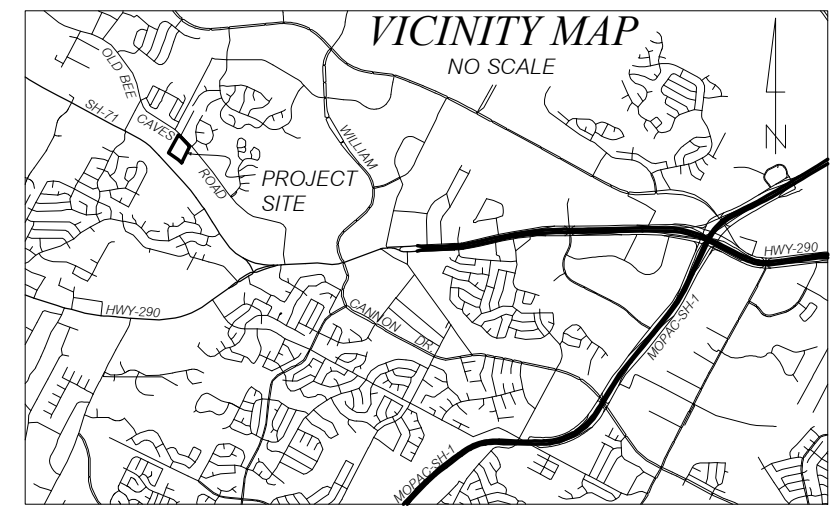 VICINITY MAP
NO SCALE
N
OLD BEE
CAVES
ROAD
SH-71
WILLIAM
PROJECT
SITE
HWY-290
HWY-290
CANNON DR.
MOPAC-SH-1
MOPAC-SH-1